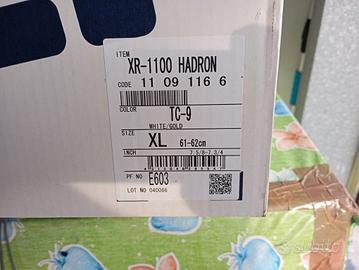 ITEM
XR-1100 HADRON
CODE 11 09 116 6
COLOR
TC-9
WHITE/GOLD
SIZE
XL 61-62cm
INCH 7 5/8-7 3/4
PF NO E603
LOT NO 040066